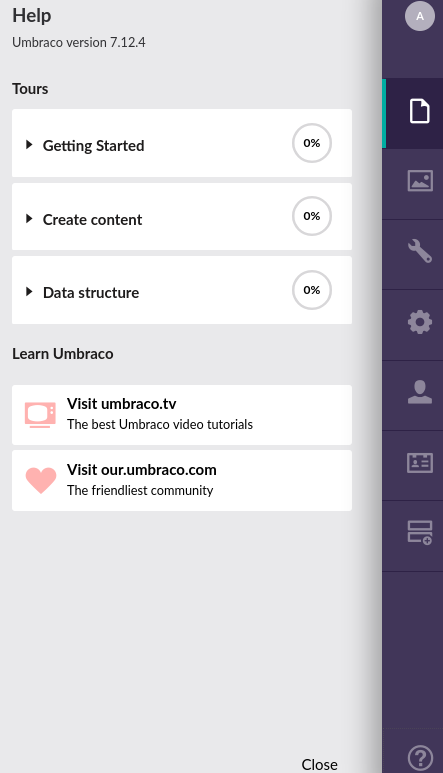 Help
Umbraco version 7.12.4
Tours
Getting Started
0%
Create content
0%
Data structure
0%
Learn Umbraco
Visit umbraco.tv
The best Umbraco video tutorials
Visit our.umbraco.com
The friendliest community
Close
A